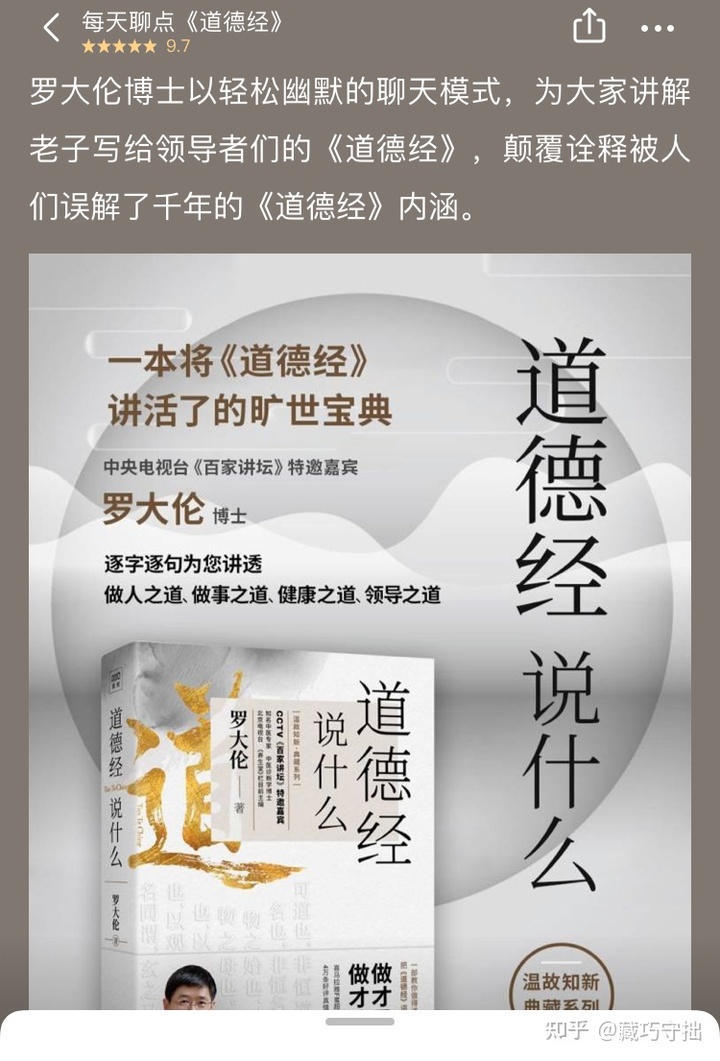 每天聊点《道德经》
9.7
罗大伦博士以轻松幽默的聊天模式，为大家讲解
老子写给领导者们的《道德经》，颠覆诠释被人
们误解了千年的《道德经》内涵。
一本将《道德经》
讲活了的旷世宝典
中央电视台《百家讲坛》特邀嘉宾
罗大伦 博士
逐字逐句为您讲透
做人之道、做事之道、健康之道、领导之道
道德经 说什么
道德经
说什么
温故知新·典藏系列
CCTV《百家讲坛》特邀嘉宾
知名中医专家 中医诊断学博士
北京电视台《养生堂》栏目前主编
罗大伦 著
道
道德经 说什么
罗大伦 著
温故知新
典藏系列
知乎 @藏巧守拙